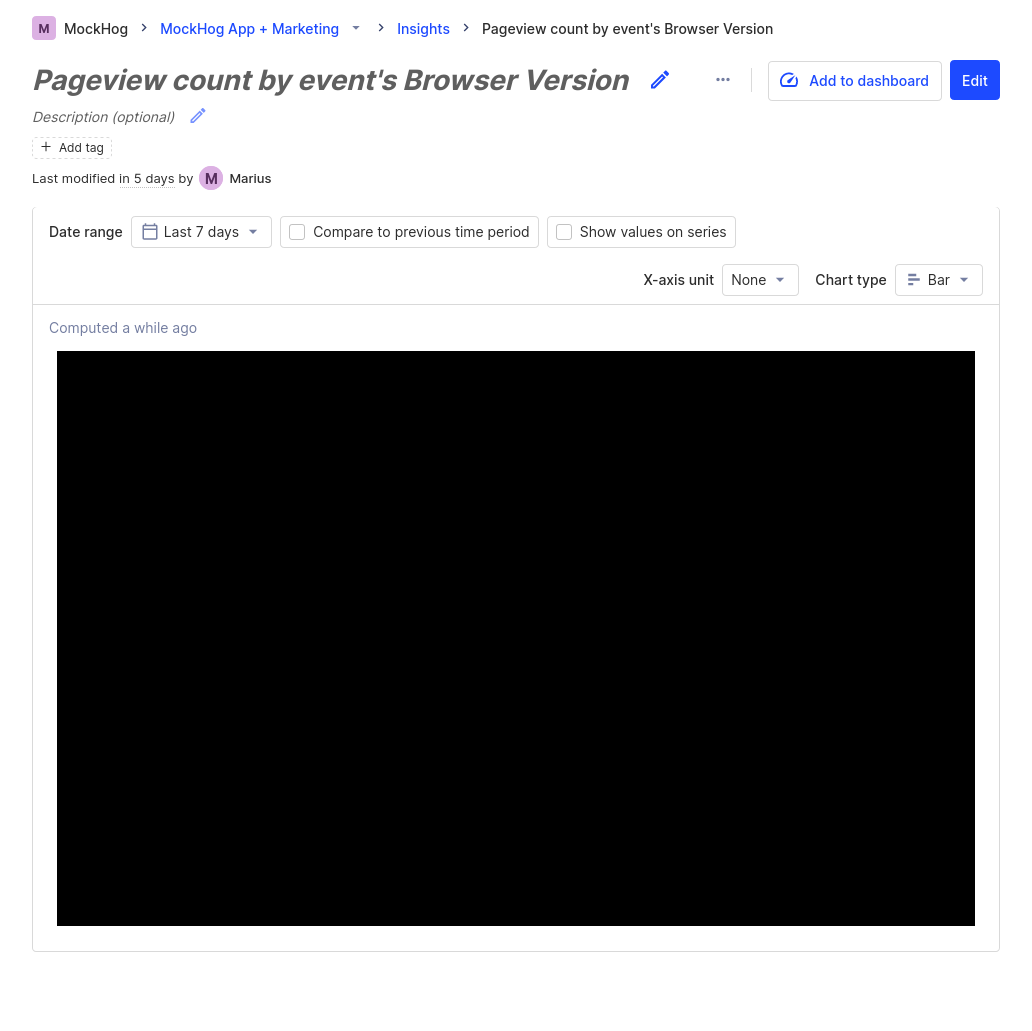 M MockHog MockHog App + Marketing Insights Pageview count by event's Browser Version
Pageview count by event's Browser Version
Add to dashboard
Edit
Description (optional)
Add tag
Last modified in 5 days by M Marius
Date range Last 7 days Compare to previous time period Show values on series
X-axis unit None Chart type Bar
Computed a while ago